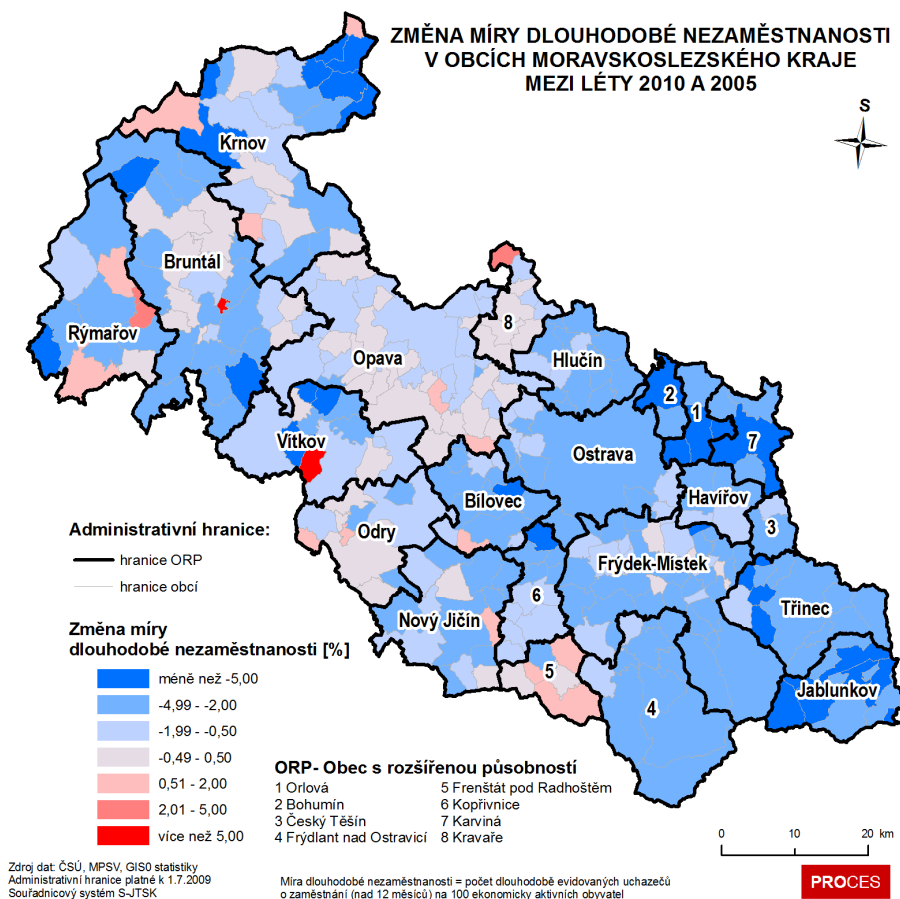 ZMĚNA MÍRY DLOUHODOBÉ NEZAMĚSTNANOSTI
V OBCÍCH MORAVSKOSLEZSKÉHO KRAJE
MEZI LÉTY 2010 A 2005
S
Krnov
Bruntál
Rýmařov
Opava
8
Hlučín
2
1
7
Vítkov
Ostrava
Bílovec
Havířov
3
Odry
Frýdek-Místek
6
Nový Jičín
Třinec
5
4
Jablunkov
Administrativní hranice:
hranice ORP
hranice obcí
Změna míry
dlouhodobé nezaměstnanosti [%]
méně než -5,00
-4,99 - -2,00
-1,99 - -0,50
-0,49 - 0,50
0,51 - 2,00
2,01 - 5,00
více než 5,00
ORP- Obec s rozšířenou působností
1 Orlová
2 Bohumín
3 Český Těšín
4 Frýdlant nad Ostravicí
5 Frenštát pod Radhoštěm
6 Kopřivnice
7 Karviná
8 Kravaře
0 10 20 km
Zdroj dat: ČSÚ, MPSV, GIS0 statistiky
Administrativní hranice platné k 1.7.2009
Souřadnicový systém S-JTSK
Míra dlouhodobé nezaměstnanosti = počet dlouhodobě evidovaných uchazečů
o zaměstnání (nad 12 měsíců) na 100 ekonomicky aktivních obyvatel
PROCES